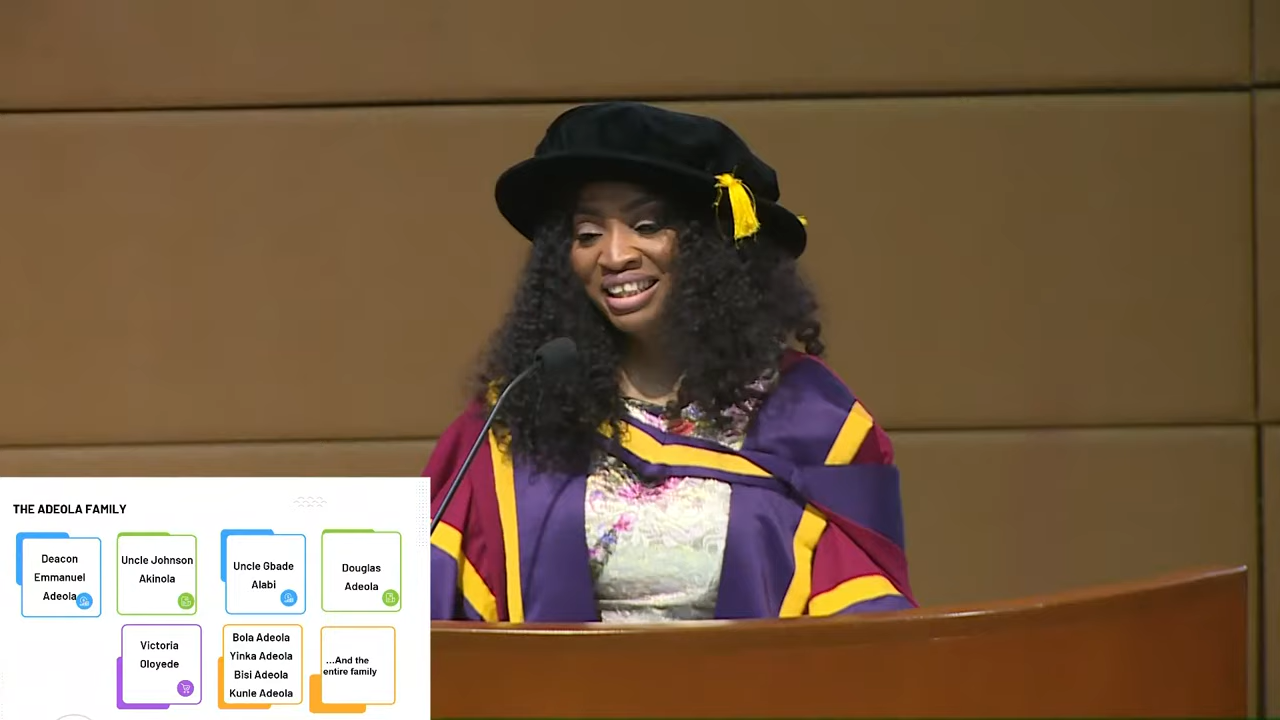 THE ADEOLA FAMILY
Deacon
Emmanuel
Adeola
Uncle Johnson
Akinola
Uncle Gbade
Alabi
Douglas
Adeola
Victoria
Oloyede
Bola Adeola
Yinka Adeola
Bisi Adeola
Kunle Adeola
...And the
entire family